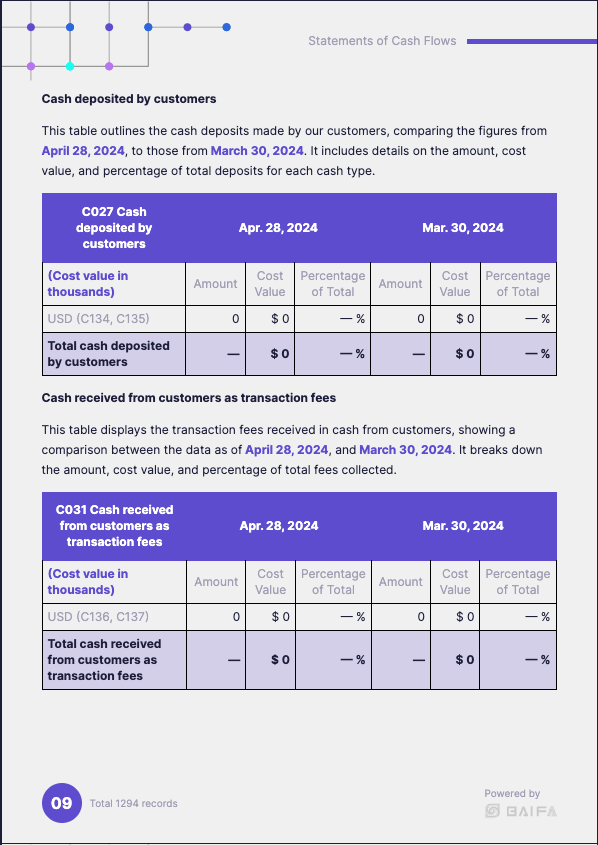 Statements of Cash Flows
Cash deposited by customers
This table outlines the cash deposits made by our customers, comparing the figures from
April 28, 2024, to those from March 30, 2024. It includes details on the amount, cost
value, and percentage of total deposits for each cash type.
C027 Cash
deposited by
customers
Apr. 28, 2024
Mar. 30, 2024
(Cost value in
thousands)
Amount
Cost
Value
Percentage
of Total
Amount
Cost
Value
Percentage
of Total
USD (C134, C135) 0 $ 0 — % 0 $ 0 — %
Total cash deposited
by customers
— $ 0 — % — $ 0 — %
Cash received from customers as transaction fees
This table displays the transaction fees received in cash from customers, showing a
comparison between the data as of April 28, 2024, and March 30, 2024. It breaks down
the amount, cost value, and percentage of total fees collected.
C031 Cash received
from customers as
transaction fees
Apr. 28, 2024
Mar. 30, 2024
(Cost value in
thousands)
Amount
Cost
Value
Percentage
of Total
Amount
Cost
Value
Percentage
of Total
USD (C136, C137) 0 $ 0 — % 0 $ 0 — %
Total cash received
from customers as
transaction fees
— $ 0 — % — $ 0 — %
09 Total 1294 records
Powered by
BAIFA